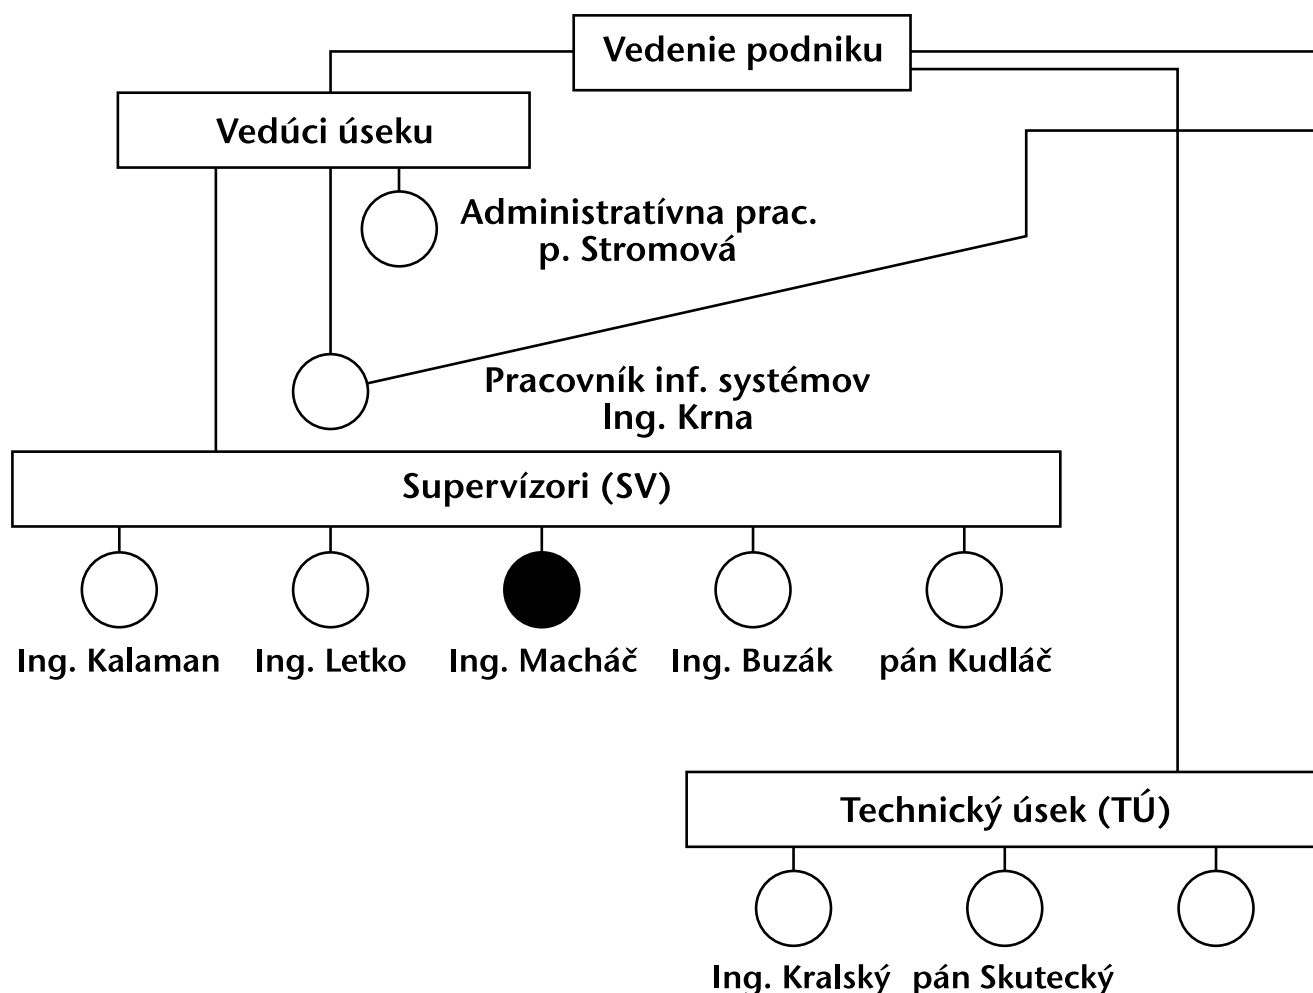 Vedenie podniku
Vedúci úseku
Administratívna prac.
p. Stromová
Pracovník inf. systémov
Ing. Krna
Supervízori (SV)
Ing. Kalaman
Ing. Letko
Ing. Macháč
Ing. Buzák
pán Kudláč
Technický úsek (TÚ)
Ing. Kralský
pán Skutecký